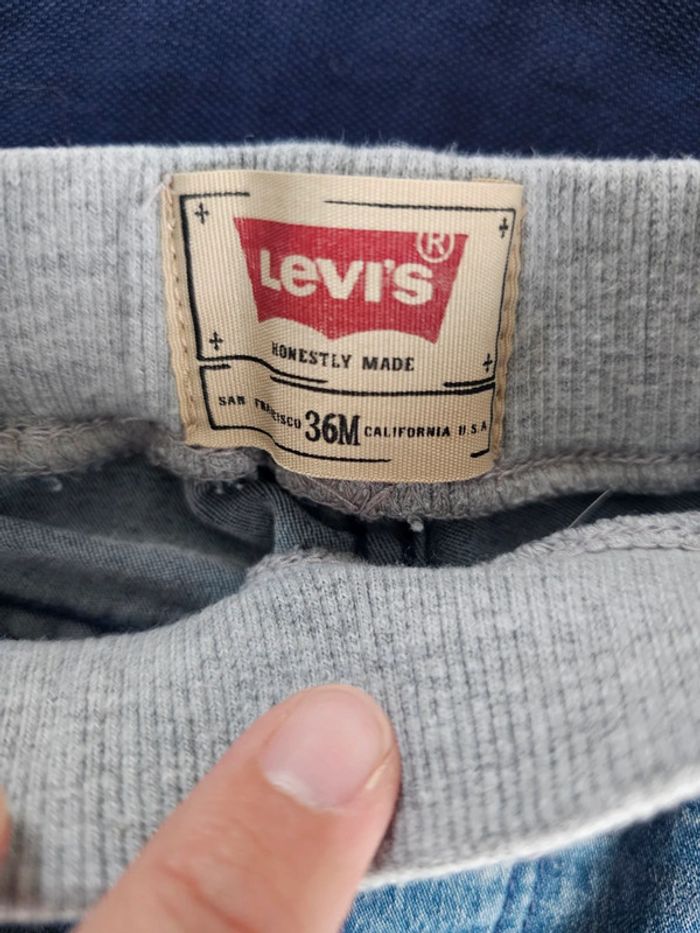 Levi's ®
HONESTLY MADE
SAN FRANCISCO 36M CALIFORNIA U.S.A